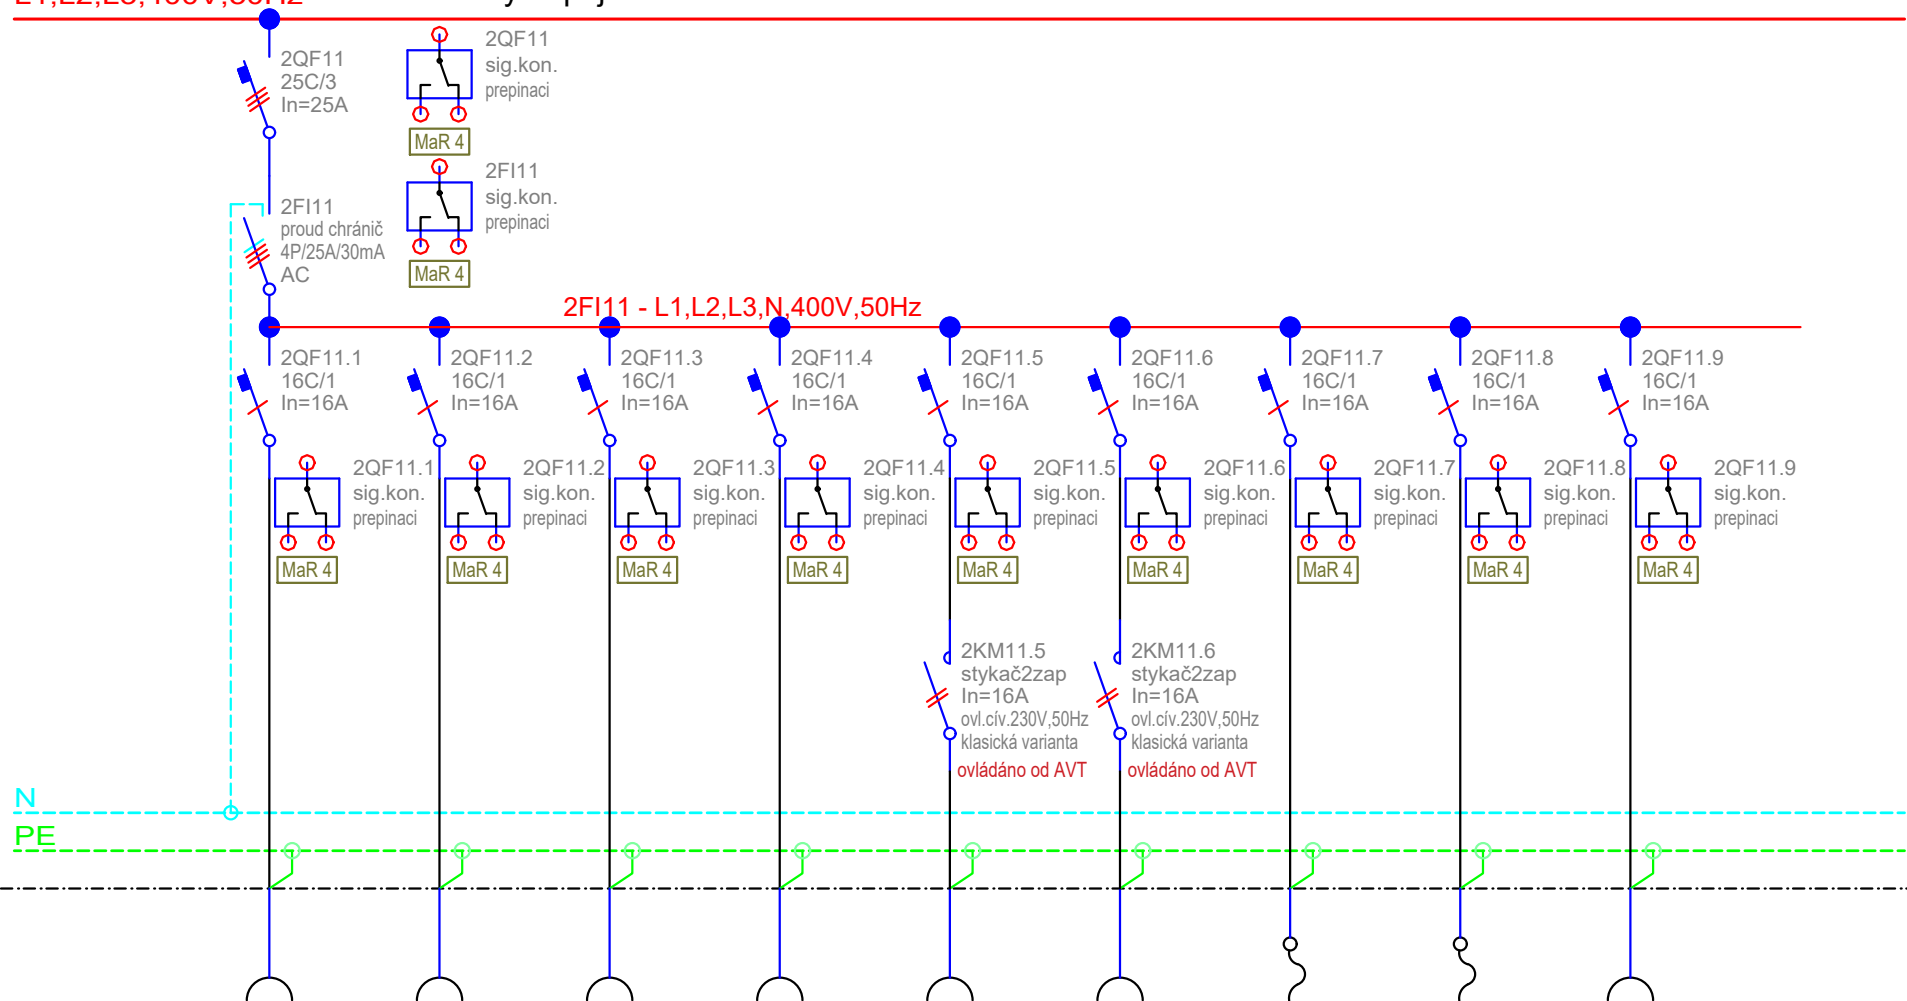 L1,L2,L3,400V,50Hz
2QF11
25C/3
In=25A
2QF11
sig.kon.
prepinaci
MaR 4
2FI11
proud chránič
4P/25A/30mA
AC
2FI11
sig.kon.
prepinaci
MaR 4
2FI11 - L1,L2,L3,N,400V,50Hz
2QF11.1
16C/1
In=16A
2QF11.2
16C/1
In=16A
2QF11.3
16C/1
In=16A
2QF11.4
16C/1
In=16A
2QF11.5
16C/1
In=16A
2QF11.6
16C/1
In=16A
2QF11.7
16C/1
In=16A
2QF11.8
16C/1
In=16A
2QF11.9
16C/1
In=16A
2QF11.1
sig.kon.
prepinaci
MaR 4
2QF11.2
sig.kon.
prepinaci
MaR 4
2QF11.3
sig.kon.
prepinaci
MaR 4
2QF11.4
sig.kon.
prepinaci
MaR 4
2QF11.5
sig.kon.
prepinaci
MaR 4
2QF11.6
sig.kon.
prepinaci
MaR 4
2QF11.7
sig.kon.
prepinaci
MaR 4
2QF11.8
sig.kon.
prepinaci
MaR 4
2QF11.9
sig.kon.
prepinaci
MaR 4
2KM11.5
stykač2zap
In=16A
ovl.cív.230V,50Hz
klasická varianta
ovládáno od AVT
2KM11.6
stykač2zap
In=16A
ovl.cív.230V,50Hz
klasická varianta
ovládáno od AVT
N
PE